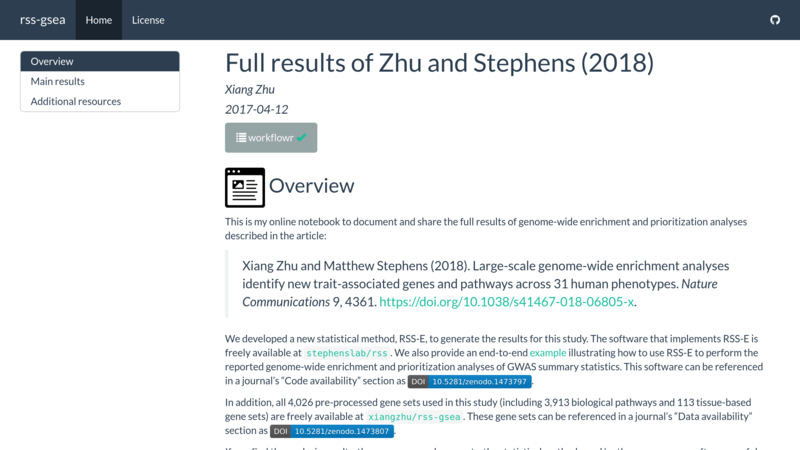 rss-gsea Home License
Overview
Main results
Additional resources
Full results of Zhu and Stephens (2018)
Xiang Zhu
2017-04-12
workflowr
Overview
This is my online notebook to document and share the full results of genome-wide enrichment and prioritization analyses
described in the article:
Xiang Zhu and Matthew Stephens (2018). Large-scale genome-wide enrichment analyses
identify new trait-associated genes and pathways across 31 human phenotypes. Nature
Communications 9, 4361. https://doi.org/10.1038/s41467-018-06805-x.
We developed a new statistical method, RSS-E, to generate the results for this study. The software that implements RSS-E is
freely available at stephenslab/rss. We also provide an end-to-end example illustrating how to use RSS-E to perform the
reported genome-wide enrichment and prioritization analyses of GWAS summary statistics. This software can be referenced
in a journal's “Code availability” section as DOI 10.5281/zenodo.1473797.
In addition, all 4,026 pre-processed gene sets used in this study (including 3,913 biological pathways and 113 tissue-based
gene sets) are freely available at xiangzhu/rss-gsea. These gene sets can be referenced in a journal's “Data availability”
section as DOI 10.5281/zenodo.1473807.